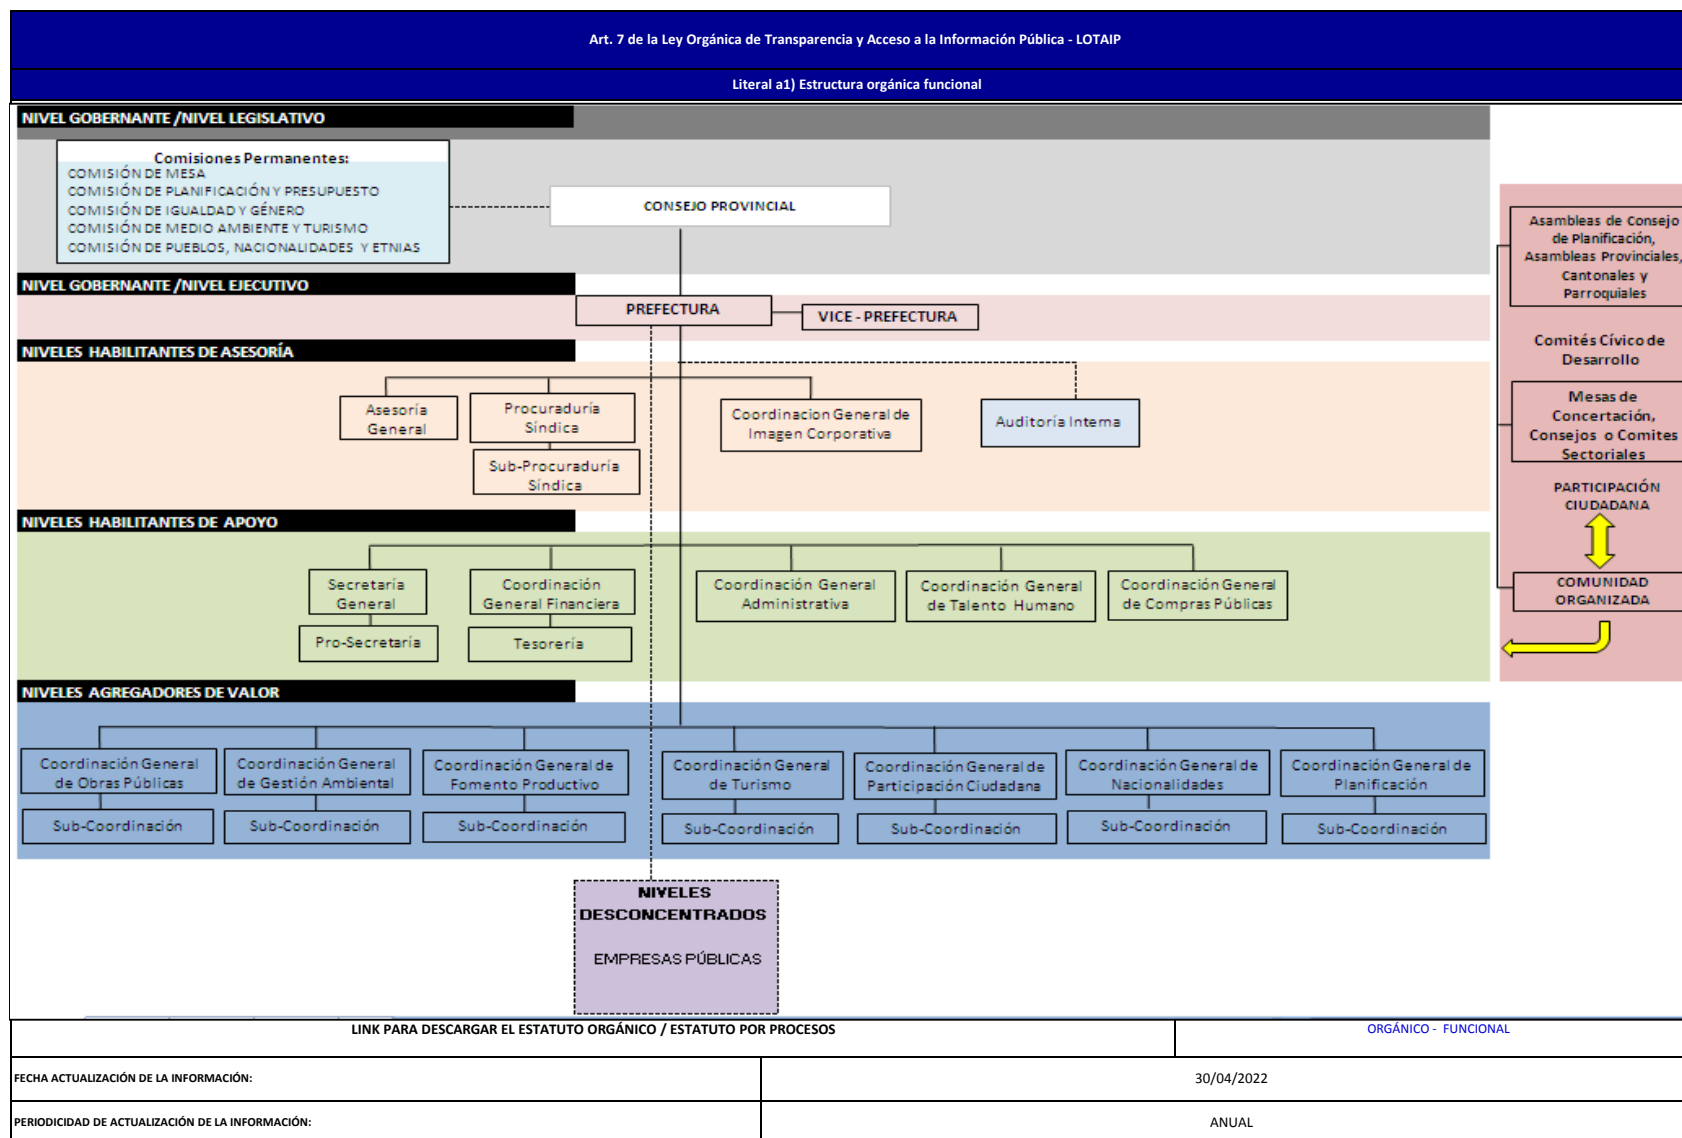 Art. 7 de la Ley Orgánica de Transparencia y Acceso a la Información Pública - LOTAIP
Literal a1) Estructura orgánica funcional
NIVEL GOBERNANTE /NIVEL LEGISLATIVO
Comisiones Permanentes:
COMISIÓN DE MESA
COMISIÓN DE PLANIFICACIÓN Y PRESUPUESTO
COMISIÓN DE IGUALDAD Y GÉNERO
COMISIÓN DE MEDIO AMBIENTE Y TURISMO
COMISIÓN DE PUEBLOS, NACIONALIDADES Y ETNIAS
CONSEJO PROVINCIAL
NIVEL GOBERNANTE /NIVEL EJECUTIVO
PREFECTURA
VICE - PREFECTURA
NIVELES HABILITANTES DE ASESORÍA
Asesoría
General
Procuraduría
Síndica
Sub-Procuraduría
Síndica
Coordinacion General de
Imagen Corporativa
Auditoría Interna
NIVELES HABILITANTES DE APOYO
Secretaría
General
Pro-Secretaría
Coordinación
General Financiera
Tesorería
Coordinación General
Administrativa
Coordinación General
de Talento Humano
Coordinación General
de Compras Públicas
NIVELES AGREGADORES DE VALOR
Coordinación General
de Obras Públicas
Sub-Coordinación
Coordinación General
de Gestión Ambiental
Sub-Coordinación
Coordinación General de
Fomento Productivo
Sub-Coordinación
Coordinación General
de Turismo
Sub-Coordinación
Coordinación General de
Participación Ciudadana
Sub-Coordinación
Coordinación General de
Nacionalidades
Sub-Coordinación
Coordinación General de
Planificación
Sub-Coordinación
NIVELES
DESCONCENTRADOS
EMPRESAS PÚBLICAS
Asambleas de Consejo
de Planificación,
Asambleas Provinciales,
Cantonales y
Parroquiales
Comités Cívico de
Desarrollo
Mesas de
Concertación,
Consejos o Comites
Sectoriales
PARTICIPACIÓN
CIUDADANA
COMUNIDAD
ORGANIZADA
LINK PARA DESCARGAR EL ESTATUTO ORGÁNICO / ESTATUTO POR PROCESOS
ORGÁNICO - FUNCIONAL
FECHA ACTUALIZACIÓN DE LA INFORMACIÓN:
30/04/2022
PERIODICIDAD DE ACTUALIZACIÓN DE LA INFORMACIÓN:
ANUAL